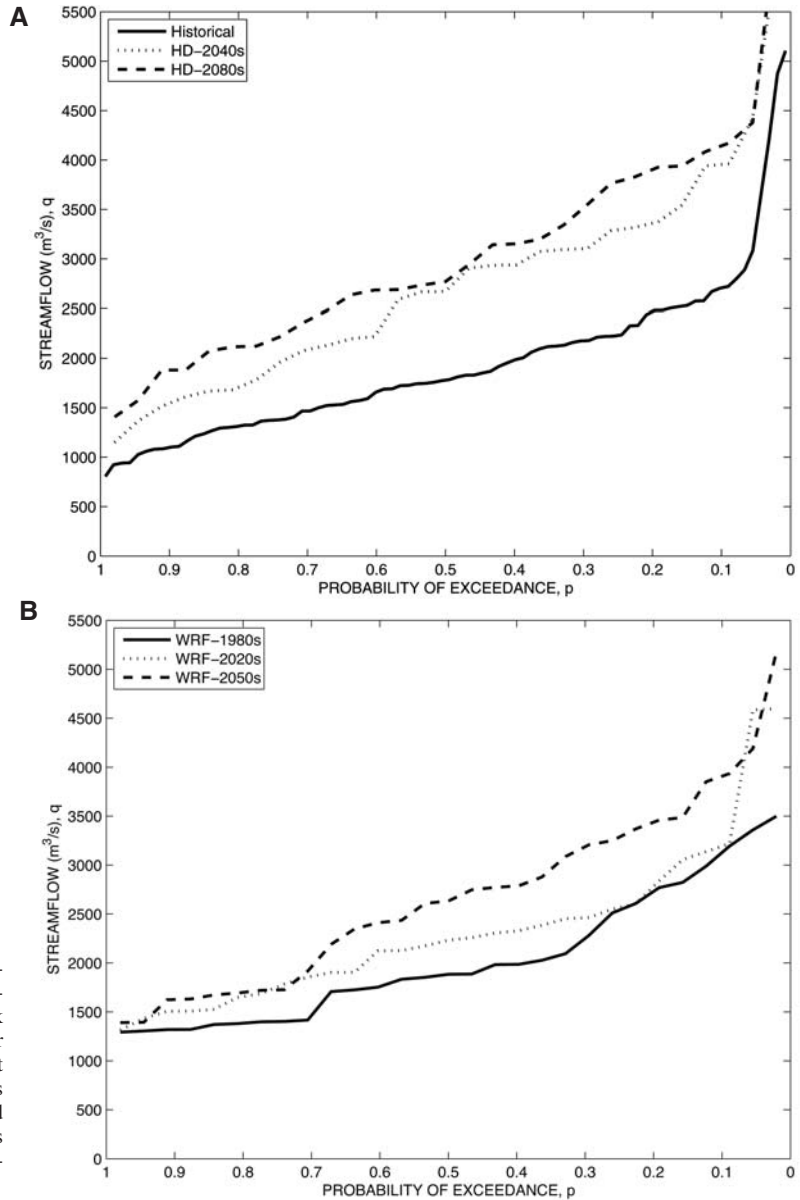 A
5500
5000
4500
4000
3500
3000
2500
2000
1500
1000
500
0
STREAMFLOW (m³/s), q
Historical
HD−2040s
HD−2080s
1 0.9 0.8 0.7 0.6 0.5 0.4 0.3 0.2 0.1 0
PROBABILITY OF EXCEEDANCE, p
B
5500
5000
4500
4000
3500
3000
2500
2000
1500
1000
500
0
STREAMFLOW (m³/s), q
WRF−1980s
WRF−2020s
WRF−2050s
1 0.9 0.8 0.7 0.6 0.5 0.4 0.3 0.2 0.1 0
PROBABILITY OF EXCEEDANCE, p